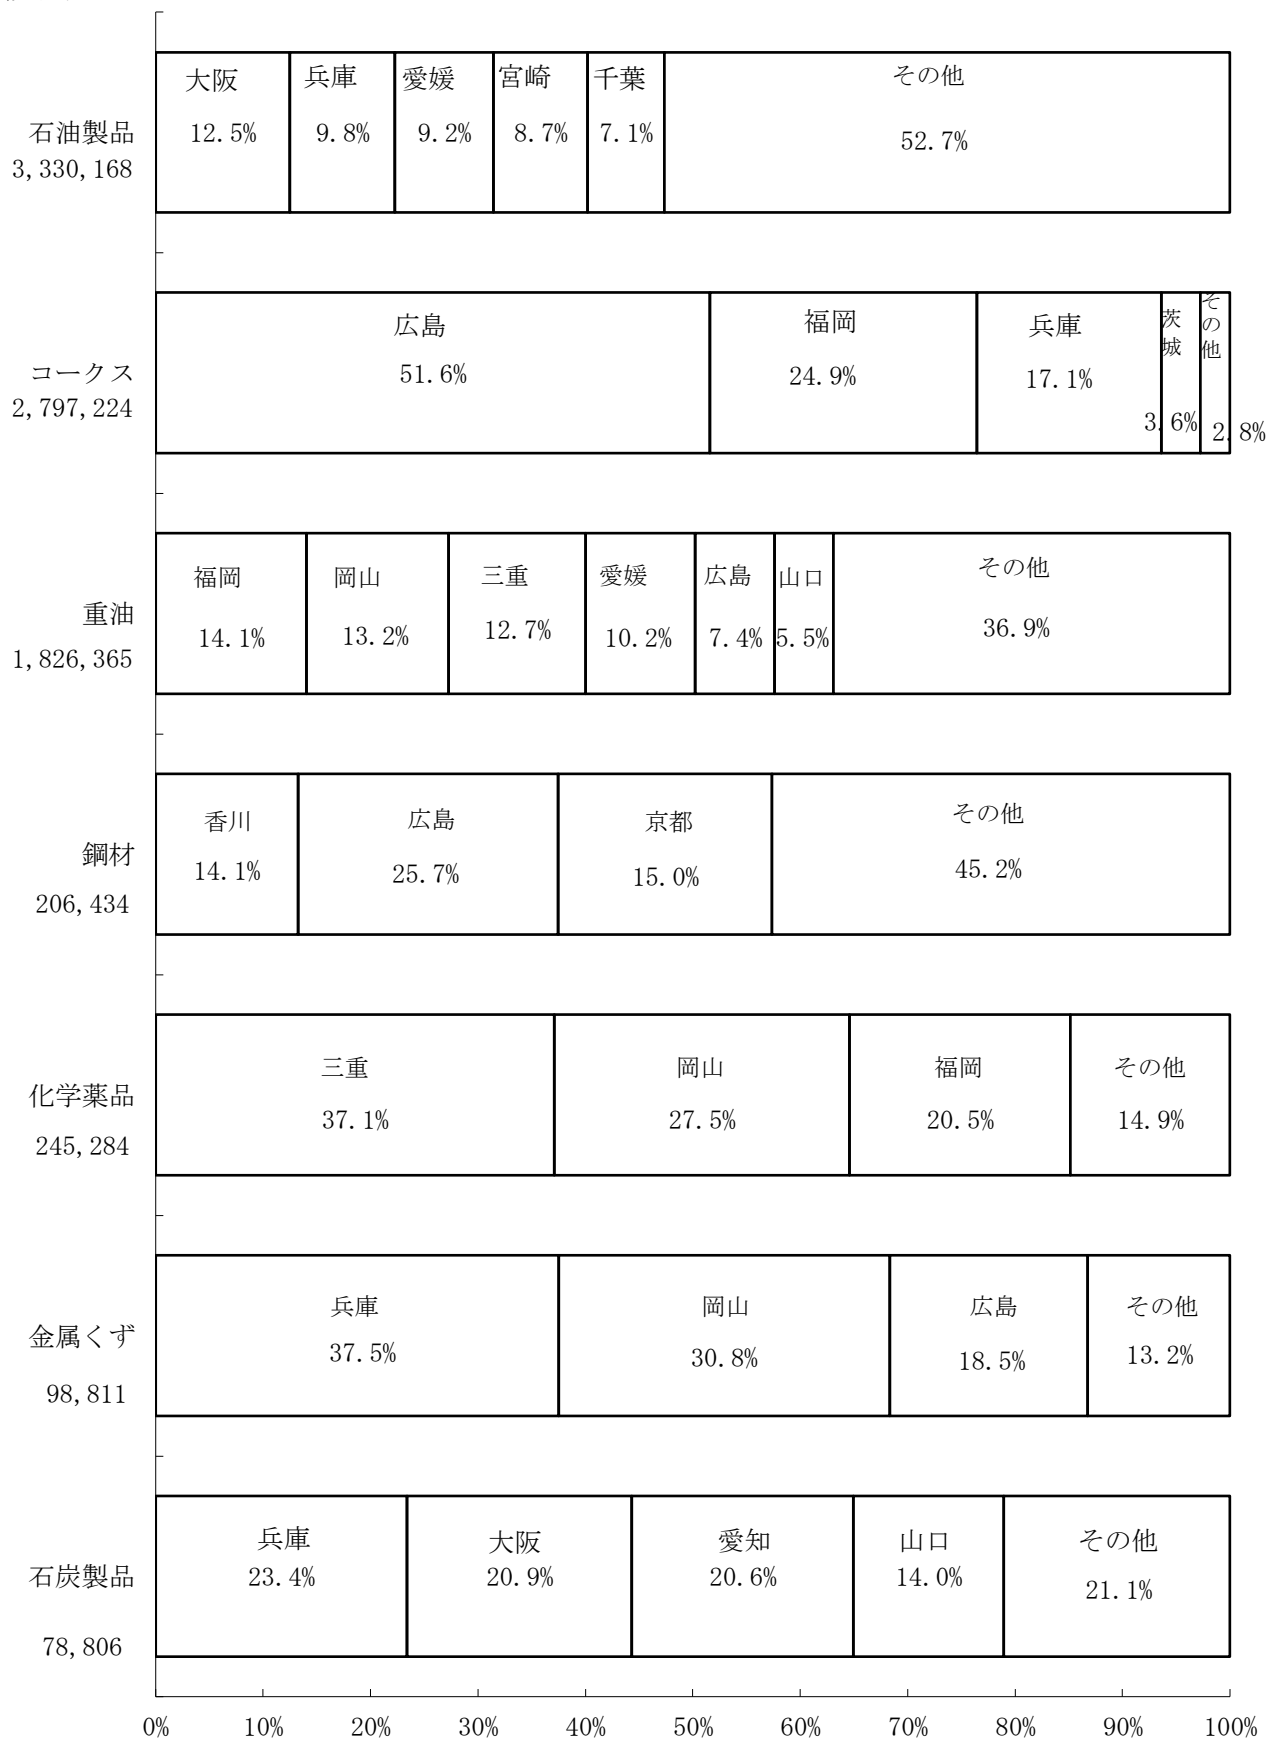 大阪 兵庫 愛媛 宮崎 千葉 その他
石油製品 12.5% 9.8% 9.2% 8.7% 7.1% 52.7%
3,330,168
広島 福岡 兵庫 茨城 その他
コークス 51.6% 24.9% 17.1% 3.6% 2.8%
2,797,224
福岡 岡山 三重 愛媛 広島 山口 その他
重油 14.1% 13.2% 12.7% 10.2% 7.4% 5.5% 36.9%
1,826,365
香川 広島 京都 その他
鋼材 14.1% 25.7% 15.0% 45.2%
206,434
三重 岡山 福岡 その他
化学薬品 37.1% 27.5% 20.5% 14.9%
245,284
兵庫 岡山 広島 その他
金属くず 37.5% 30.8% 18.5% 13.2%
98,811
兵庫 大阪 愛知 山口 その他
石炭製品 23.4% 20.9% 20.6% 14.0% 21.1%
78,806
0% 10% 20% 30% 40% 50% 60% 70% 80% 90% 100%